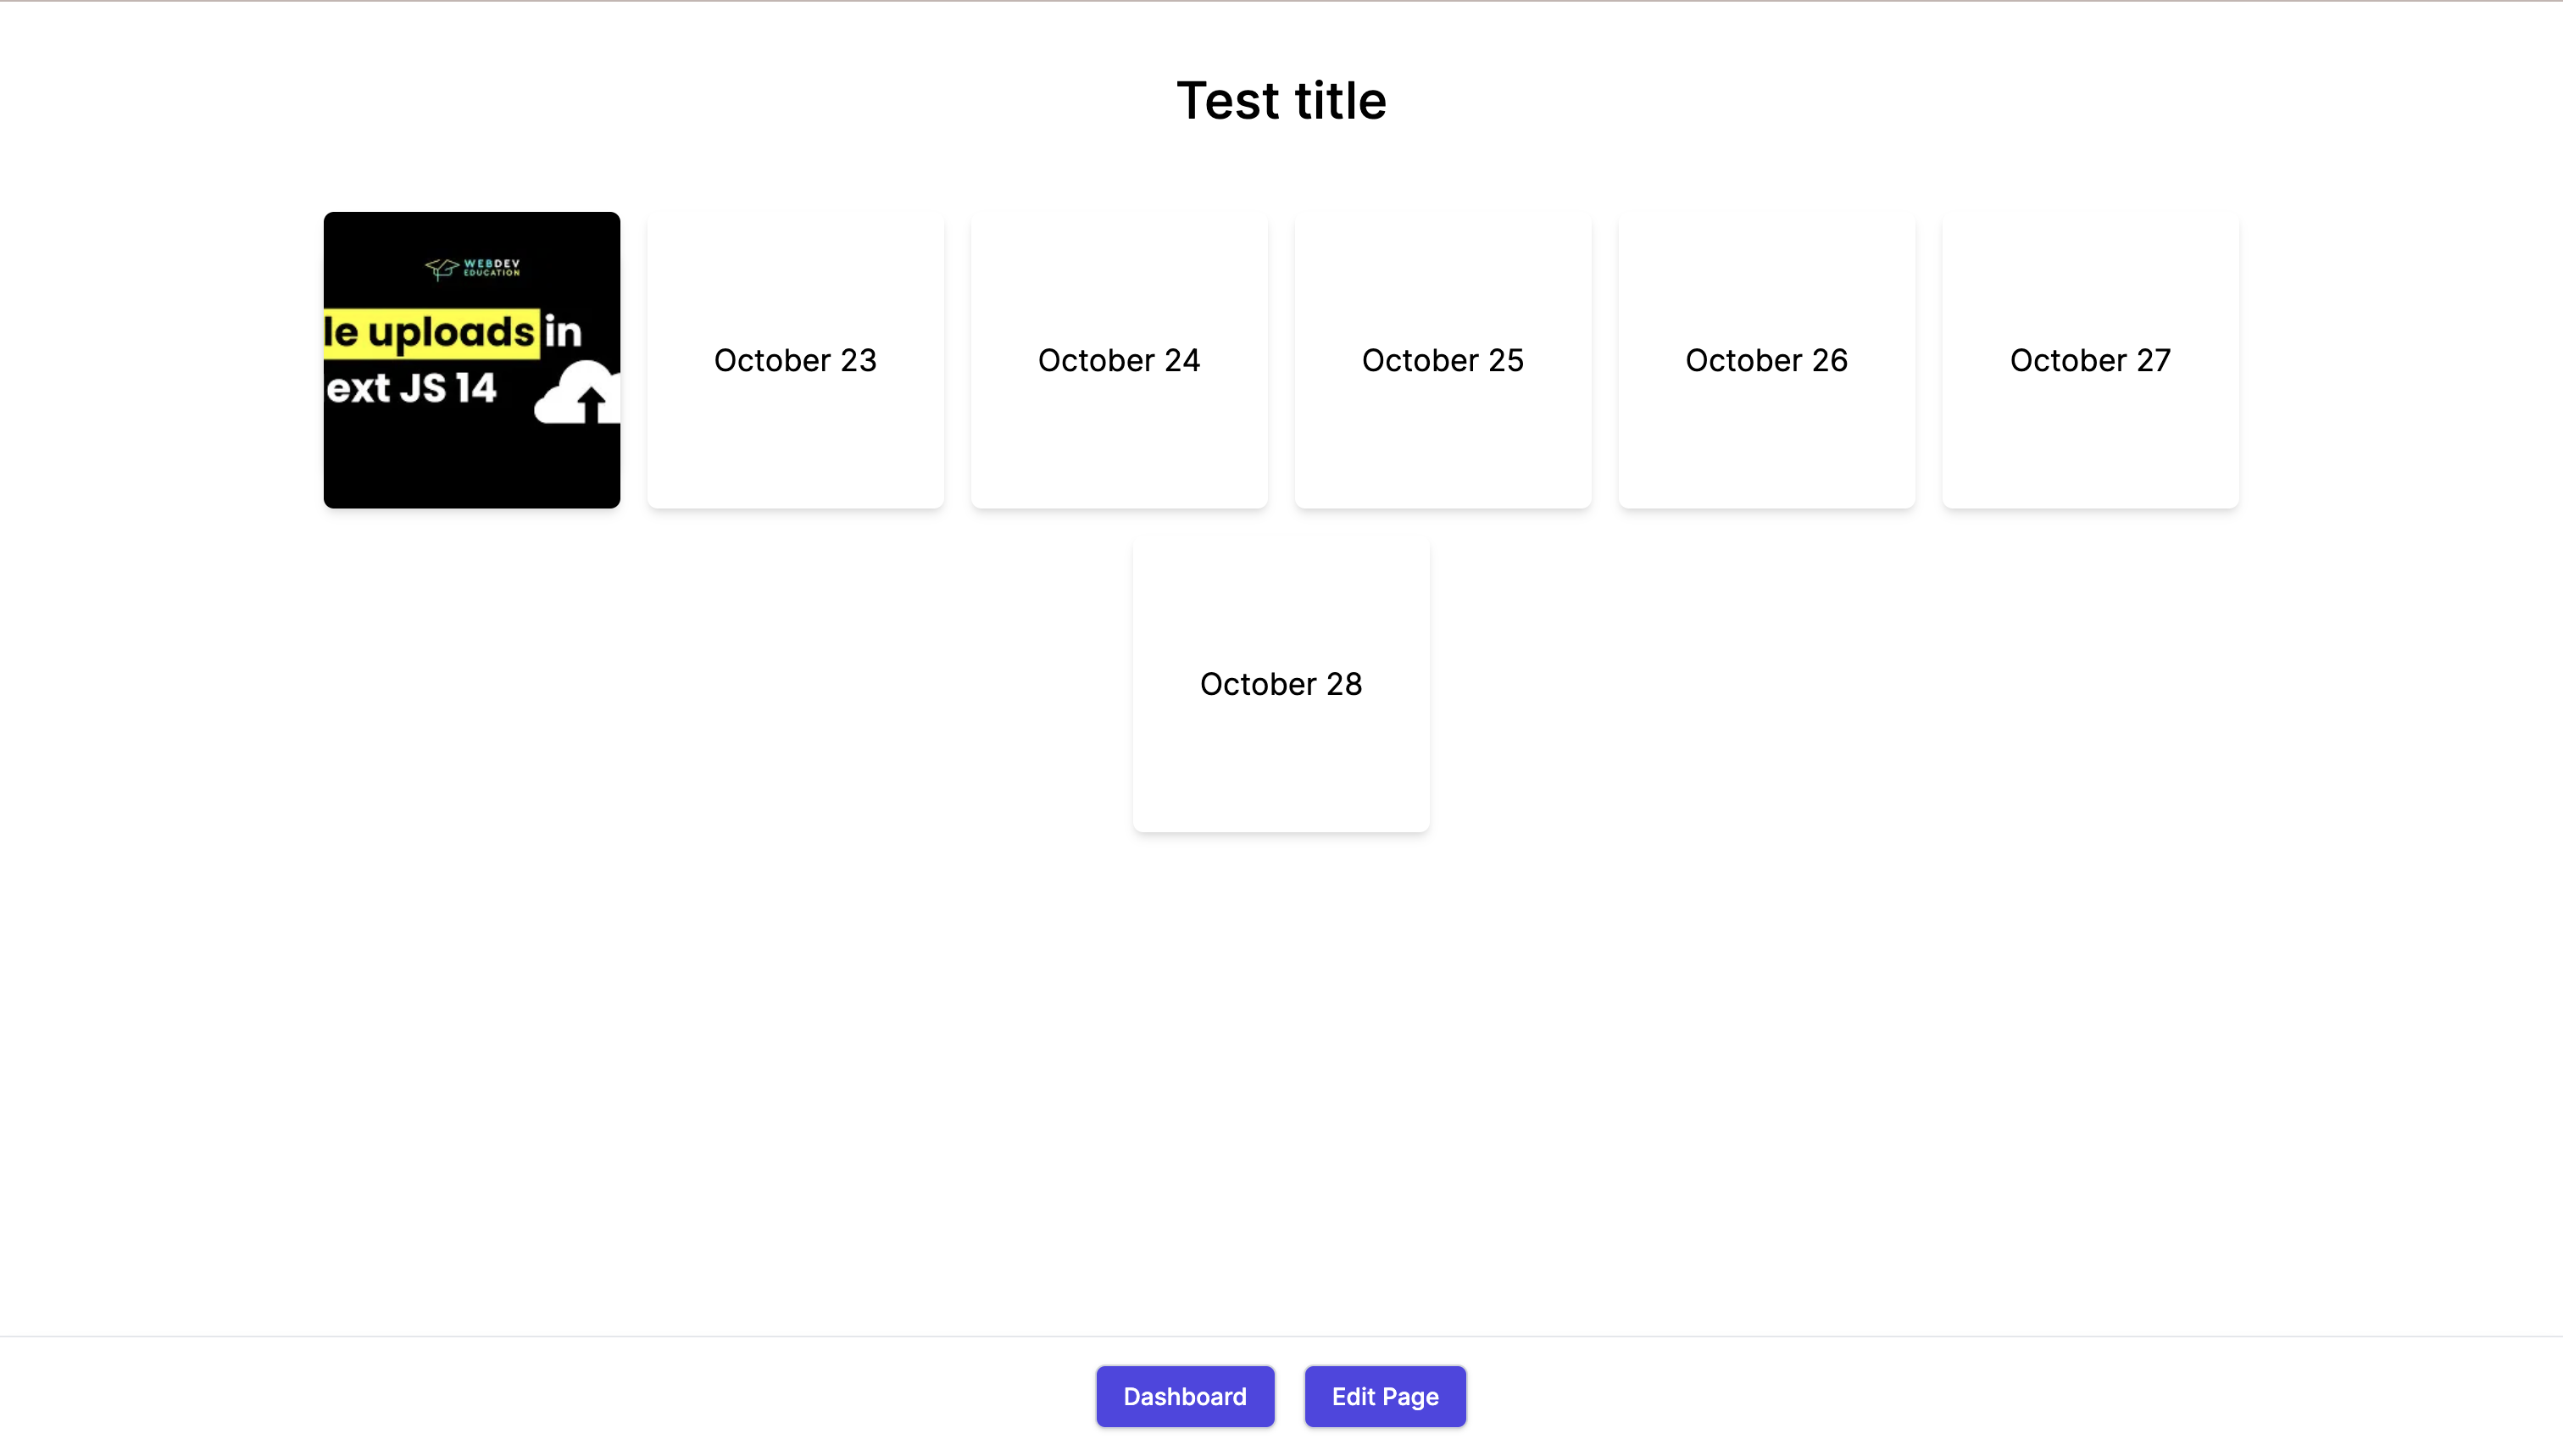 Test title
WEBDEV
EDUCATION
le uploads in
ext JS 14
October 23
October 24
October 25
October 26
October 27
October 28
Dashboard
Edit Page